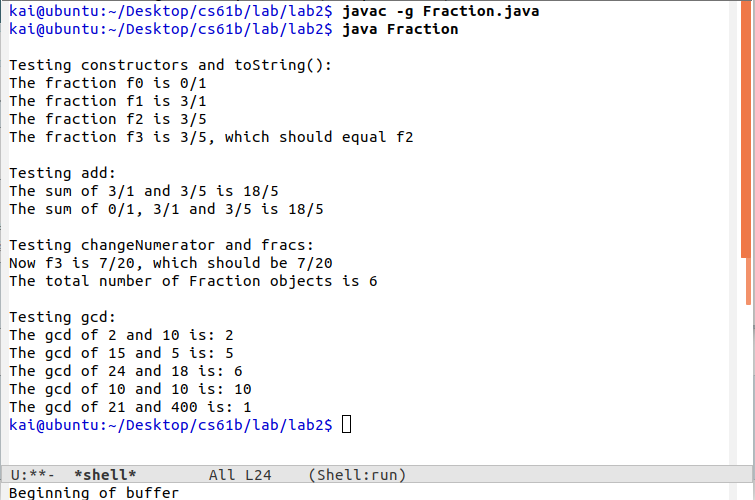 kai@ubuntu:~/Desktop/cs61b/lab/lab2$ javac -g Fraction.java
kai@ubuntu:~/Desktop/cs61b/lab/lab2$ java Fraction
Testing constructors and toString():
The fraction f0 is 0/1
The fraction f1 is 3/1
The fraction f2 is 3/5
The fraction f3 is 3/5, which should equal f2
Testing add:
The sum of 3/1 and 3/5 is 18/5
The sum of 0/1, 3/1 and 3/5 is 18/5
Testing changeNumerator and fracs:
Now f3 is 7/20, which should be 7/20
The total number of Fraction objects is 6
Testing gcd:
The gcd of 2 and 10 is: 2
The gcd of 15 and 5 is: 5
The gcd of 24 and 18 is: 6
The gcd of 10 and 10 is: 10
The gcd of 21 and 400 is: 1
kai@ubuntu:~/Desktop/cs61b/lab/lab2$
U:**-  *shell*        All L24    (Shell:run)
Beginning of buffer